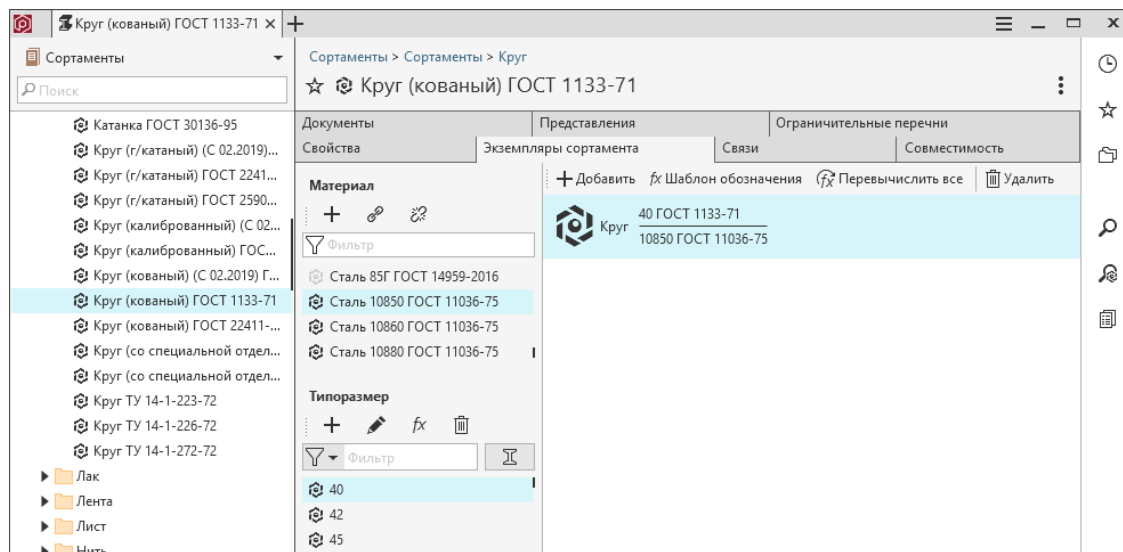 Круг (кованый) ГОСТ 1133-71
Сортаменты
Поиск
Катанка ГОСТ 30136-95
Круг (г/катаный) (С 02.2019)...
Круг (г/катаный) ГОСТ 2241...
Круг (г/катаный) ГОСТ 2590...
Круг (калиброванный) (С 02...
Круг (калиброванный) ГОС...
Круг (кованый) (С 02.2019) Г...
Круг (кованый) ГОСТ 1133-71
Круг (кованый) ГОСТ 22411-...
Круг (со специальной отдел...
Круг (со специальной отдел...
Круг ТУ 14-1-223-72
Круг ТУ 14-1-226-72
Круг ТУ 14-1-272-72
Лак
Лента
Лист
Нить
Сортаменты > Сортаменты > Круг
Круг (кованый) ГОСТ 1133-71
Документы Представления Ограничительные перечни
Свойства Экземпляры сортамента Связи Совместимость
Материал
Фильтр
Сталь 85Г ГОСТ 14959-2016
Сталь 10850 ГОСТ 11036-75
Сталь 10860 ГОСТ 11036-75
Сталь 10880 ГОСТ 11036-75
Типоразмер
fx
Фильтр
40
42
45
Добавить fx Шаблон обозначения fx Перевычислить все Удалить
40 ГОСТ 1133-71
Круг
10850 ГОСТ 11036-75